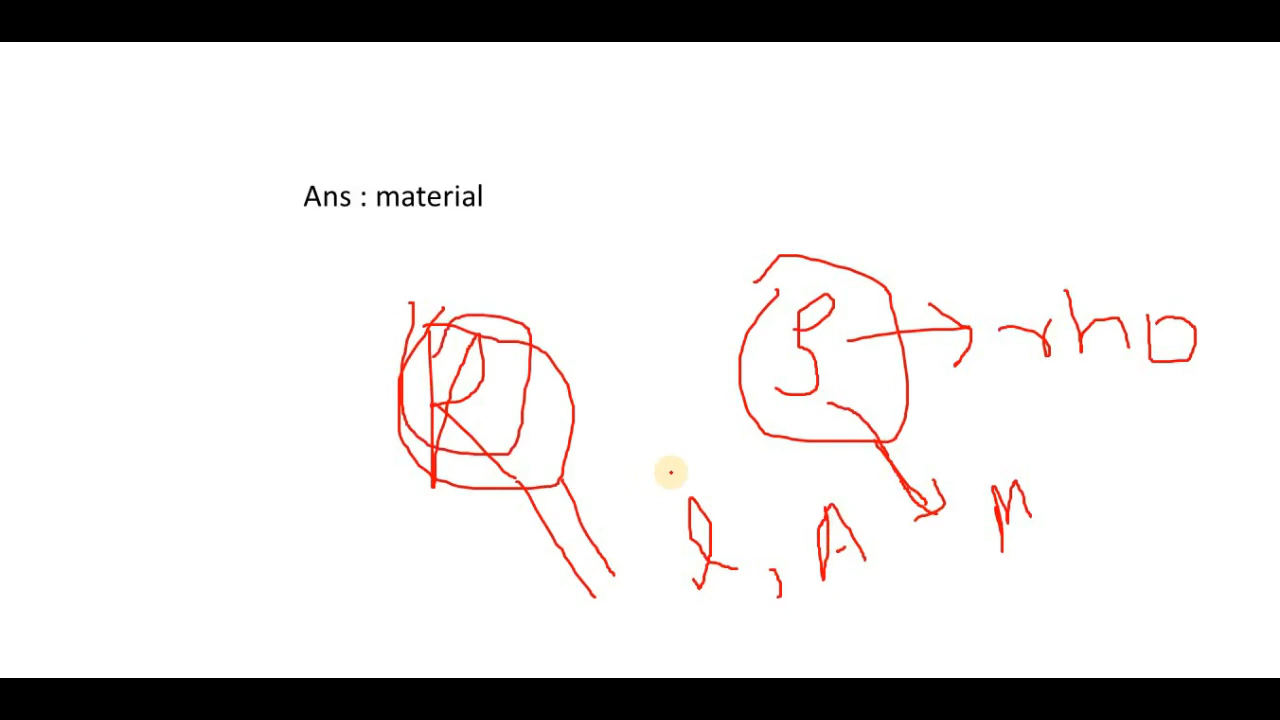 Ans : material
R
ρ rho
l , A m